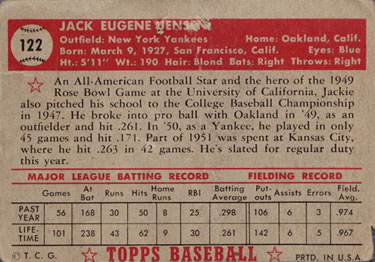 122
JACK EUGENE JENSEN
Outfield: New York Yankees Home: Oakland, Calif.
Born: March 9, 1927, San Francisco, Calif. Eyes: Blue
Ht.: 5'11" Wt.: 190 Hair: Blond Bats: Right Throws: Right
An All-American Football Star and the hero of the 1949
Rose Bowl Game at the University of California, Jackie
also pitched his school to the College Baseball Championship
in 1947. He broke into pro ball with Oakland in '49, as an
outfielder and hit .261. In '50, as a Yankee, he played in only
45 games and hit .171. Part of 1951 was spent at Kansas City,
where he hit .263 in 42 games. He's slated for regular duty
this year.
MAJOR LEAGUE BATTING RECORD FIELDING RECORD
Games At Bat Runs Hits Home Runs RBI Batting Average Put-outs Assists Errors Field. Avg.
PAST YEAR 56 168 30 50 8 25 .298 106 6 3 .974
LIFE-TIME 101 238 43 62 9 30 .261 142 6 5 .967
© T. C. G. TOPPS BASEBALL PRTD. IN U.S.A.